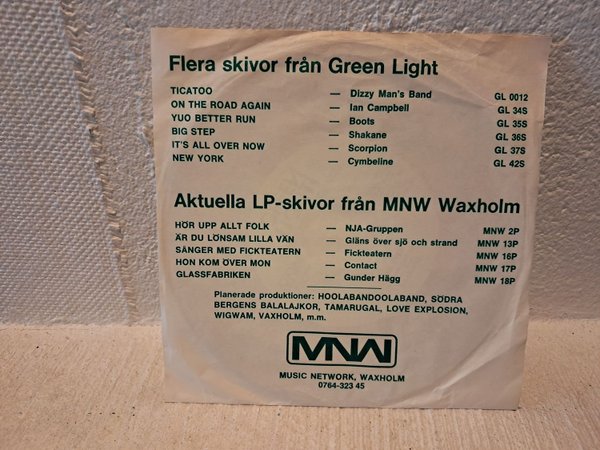 Flera skivor från Green Light
TICATOO — Dizzy Man's Band GL 0012
ON THE ROAD AGAIN — Ian Campbell GL 34S
YUO BETTER RUN — Boots GL 35S
BIG STEP — Shakane GL 36S
IT'S ALL OVER NOW — Scorpion GL 37S
NEW YORK — Cymbeline GL 42S
Aktuella LP-skivor från MNW Waxholm
HÖR UPP ALLT FOLK — NJA-Gruppen MNW 2P
ÄR DU LÖNSAM LILLA VÄN — Gläns över sjö och strand MNW 13P
SÅNGER MED FICKTEATERN — Fickteatern MNW 16P
HON KOM ÖVER MON — Contact MNW 17P
GLASSFABRIKEN — Gunder Hägg MNW 18P
Planerade produktioner: HOOLABANDOOLABAND, SÖDRA
BERGENS BALALAJKOR, TAMARUGAL, LOVE EXPLOSION,
WIGWAM, VAXHOLM, m.m.
MNW
MUSIC NETWORK, WAXHOLM
0764-323 45